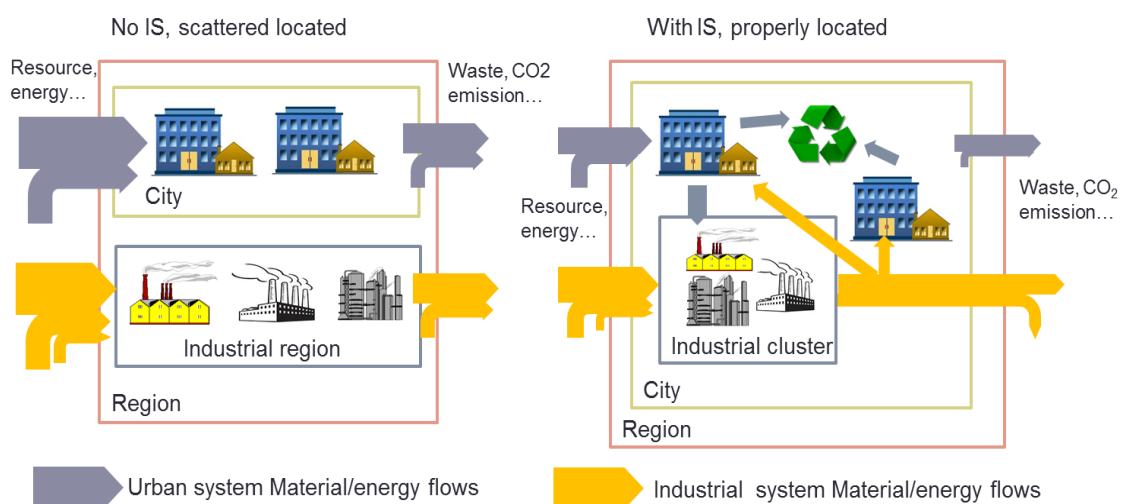 No IS, scattered located
Resource,
energy…
Waste, CO2
emission…
City
Industrial region
Region
With IS, properly located
Resource,
energy…
Waste, CO₂
emission…
Industrial cluster
City
Region
Urban system Material/energy flows
Industrial system Material/energy flows